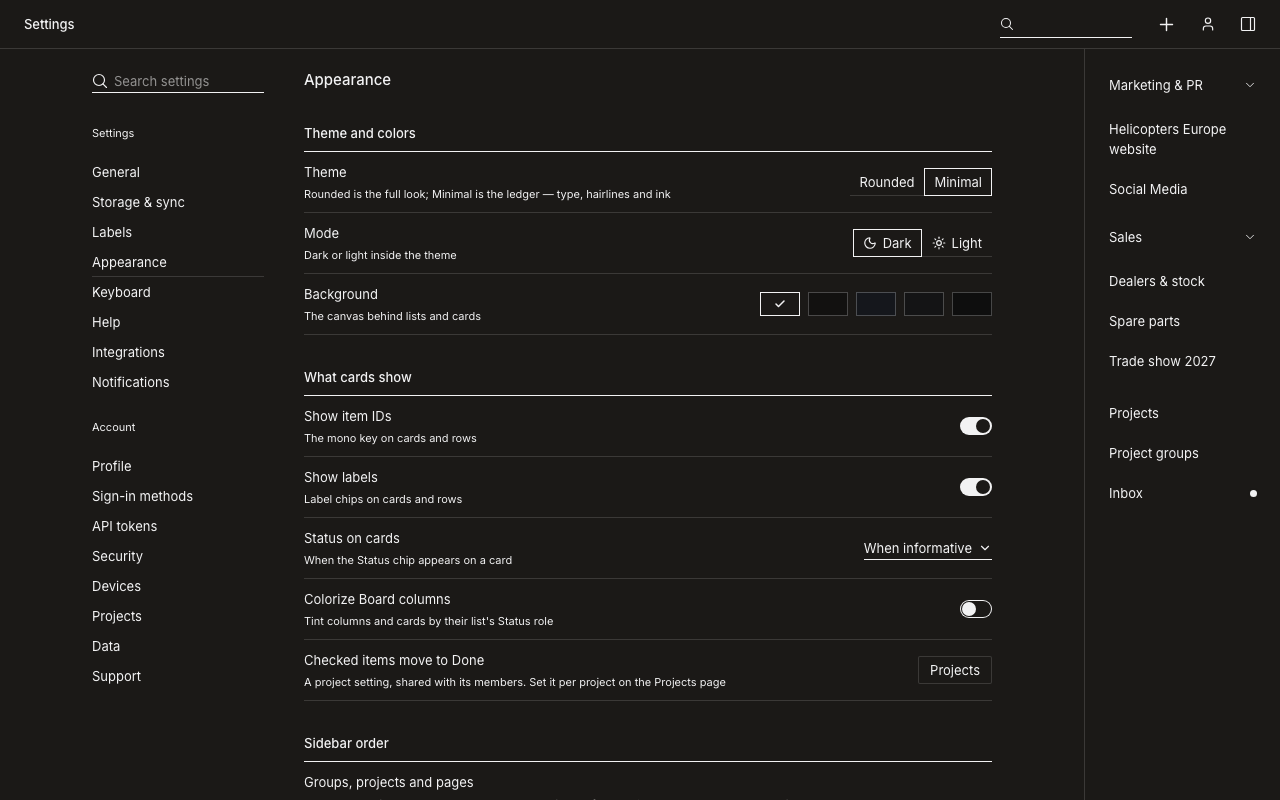 Settings
Search settings
Settings
General
Storage & sync
Labels
Appearance
Keyboard
Help
Integrations
Notifications
Account
Profile
Sign-in methods
API tokens
Security
Devices
Projects
Data
Support
Appearance
Theme and colors
Theme
Rounded is the full look; Minimal is the ledger — type, hairlines and ink
Rounded Minimal
Mode
Dark or light inside the theme
Dark Light
Background
The canvas behind lists and cards
What cards show
Show item IDs
The mono key on cards and rows
Show labels
Label chips on cards and rows
Status on cards
When the Status chip appears on a card
When informative
Colorize Board columns
Tint columns and cards by their list's Status role
Checked items move to Done
A project setting, shared with its members. Set it per project on the Projects page
Projects
Sidebar order
Groups, projects and pages
Marketing & PR
Helicopters Europe
website
Social Media
Sales
Dealers & stock
Spare parts
Trade show 2027
Projects
Project groups
Inbox